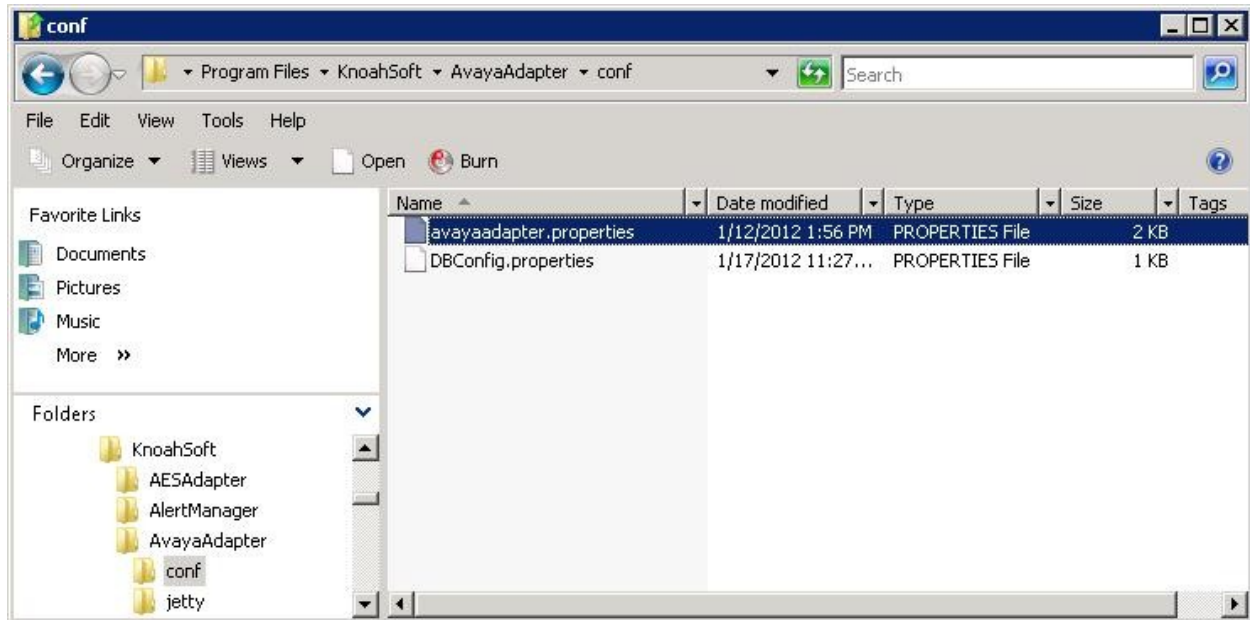 conf
Program Files KnoahSoft AvayaAdapter conf Search
File Edit View Tools Help
Organize Views Open Burn
Favorite Links
Documents
Pictures
Music
More »
Folders
KnoahSoft
AESAdapter
AlertManager
AvayaAdapter
conf
jetty
Name Date modified Type Size Tags
avayaadapter.properties 1/12/2012 1:56 PM PROPERTIES File 2 KB
DBConfig.properties 1/17/2012 11:27... PROPERTIES File 1 KB